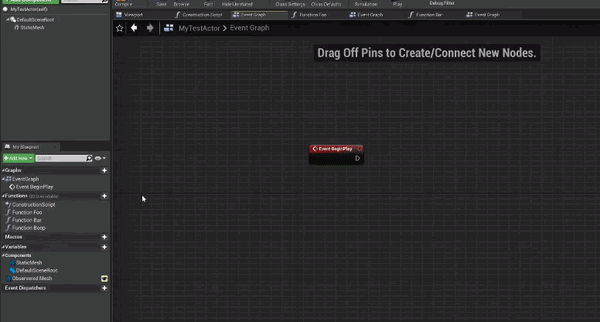 Compile
Save
Browse
Find
Hide Unrelated
Class Settings
Class Defaults
Simulation
Play
Debug Filter
Viewport
Construction Script
Event Graph
Function Foo
Event Graph
Function Bar
Event Graph
MyTestActor(self)
DefaultSceneRoot
StaticMesh
MyTestActor > Event Graph
Drag Off Pins to Create/Connect New Nodes.
Event BeginPlay
My Blueprint
Add New
Search
Graphs
EventGraph
Event BeginPlay
Functions
ConstructionScript
Function Foo
Function Bar
Function Boop
Macros
Variables
Components
StaticMesh
DefaultSceneRoot
Observered Mesh
Event Dispatchers